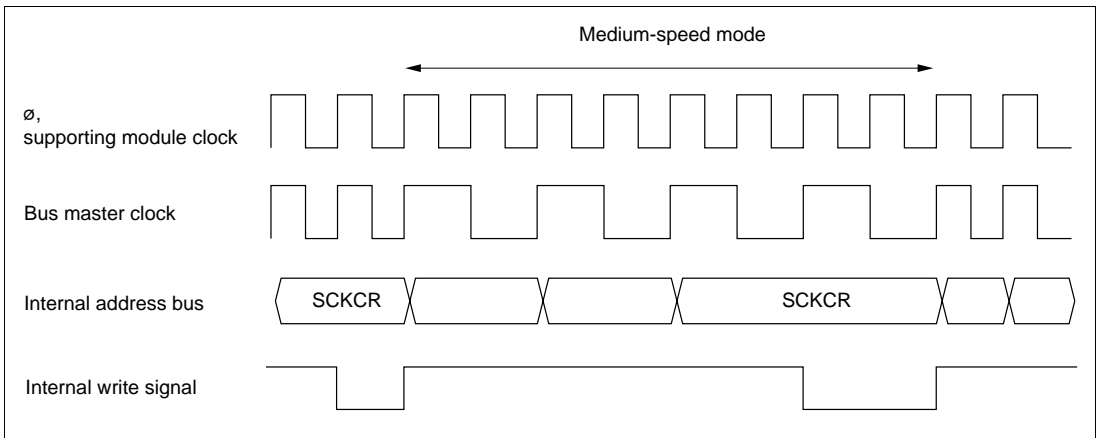 Medium-speed mode
ø,
supporting module clock
Bus master clock
Internal address bus
SCKCR
SCKCR
Internal write signal